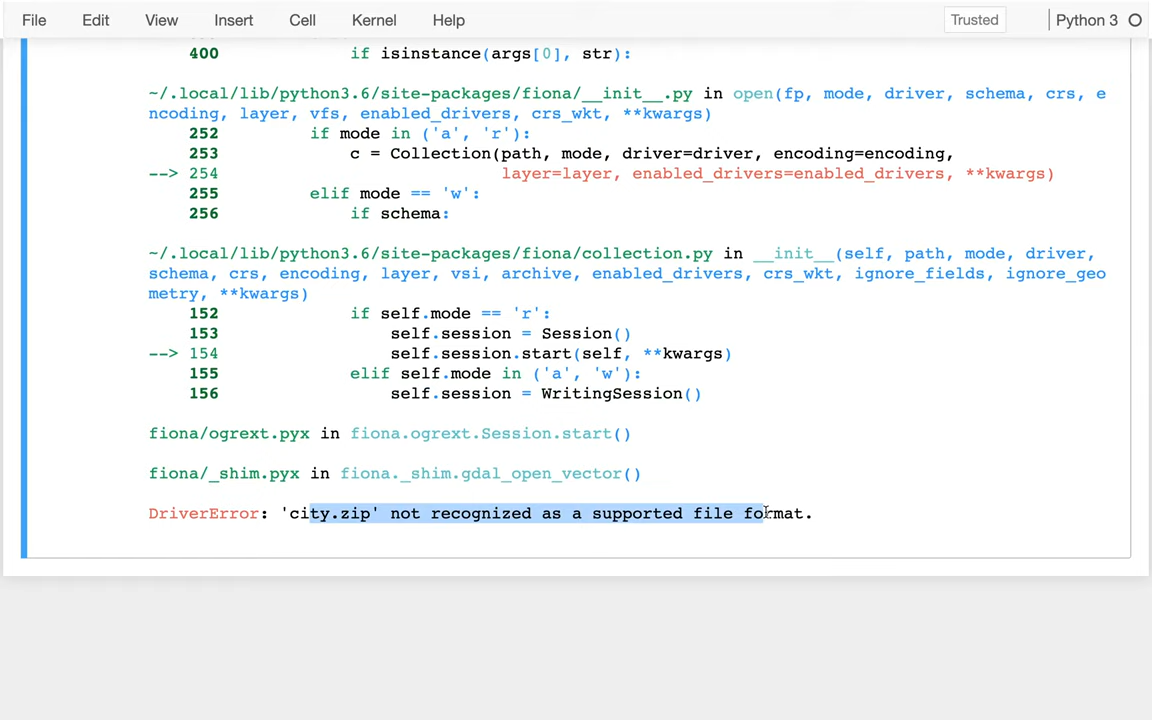 File Edit View Insert Cell Kernel Help Trusted Python 3
400 if isinstance(args[0], str):
~/.local/lib/python3.6/site-packages/fiona/__init__.py in open(fp, mode, driver, schema, crs, e
ncoding, layer, vfs, enabled_drivers, crs_wkt, **kwargs)
252 if mode in ('a', 'r'):
253 c = Collection(path, mode, driver=driver, encoding=encoding,
--> 254 layer=layer, enabled_drivers=enabled_drivers, **kwargs)
255 elif mode == 'w':
256 if schema:
~/.local/lib/python3.6/site-packages/fiona/collection.py in __init__(self, path, mode, driver,
schema, crs, encoding, layer, vsi, archive, enabled_drivers, crs_wkt, ignore_fields, ignore_geo
metry, **kwargs)
152 if self.mode == 'r':
153 self.session = Session()
--> 154 self.session.start(self, **kwargs)
155 elif self.mode in ('a', 'w'):
156 self.session = WritingSession()
fiona/ogrext.pyx in fiona.ogrext.Session.start()
fiona/_shim.pyx in fiona._shim.gdal_open_vector()
DriverError: 'city.zip' not recognized as a supported file format.